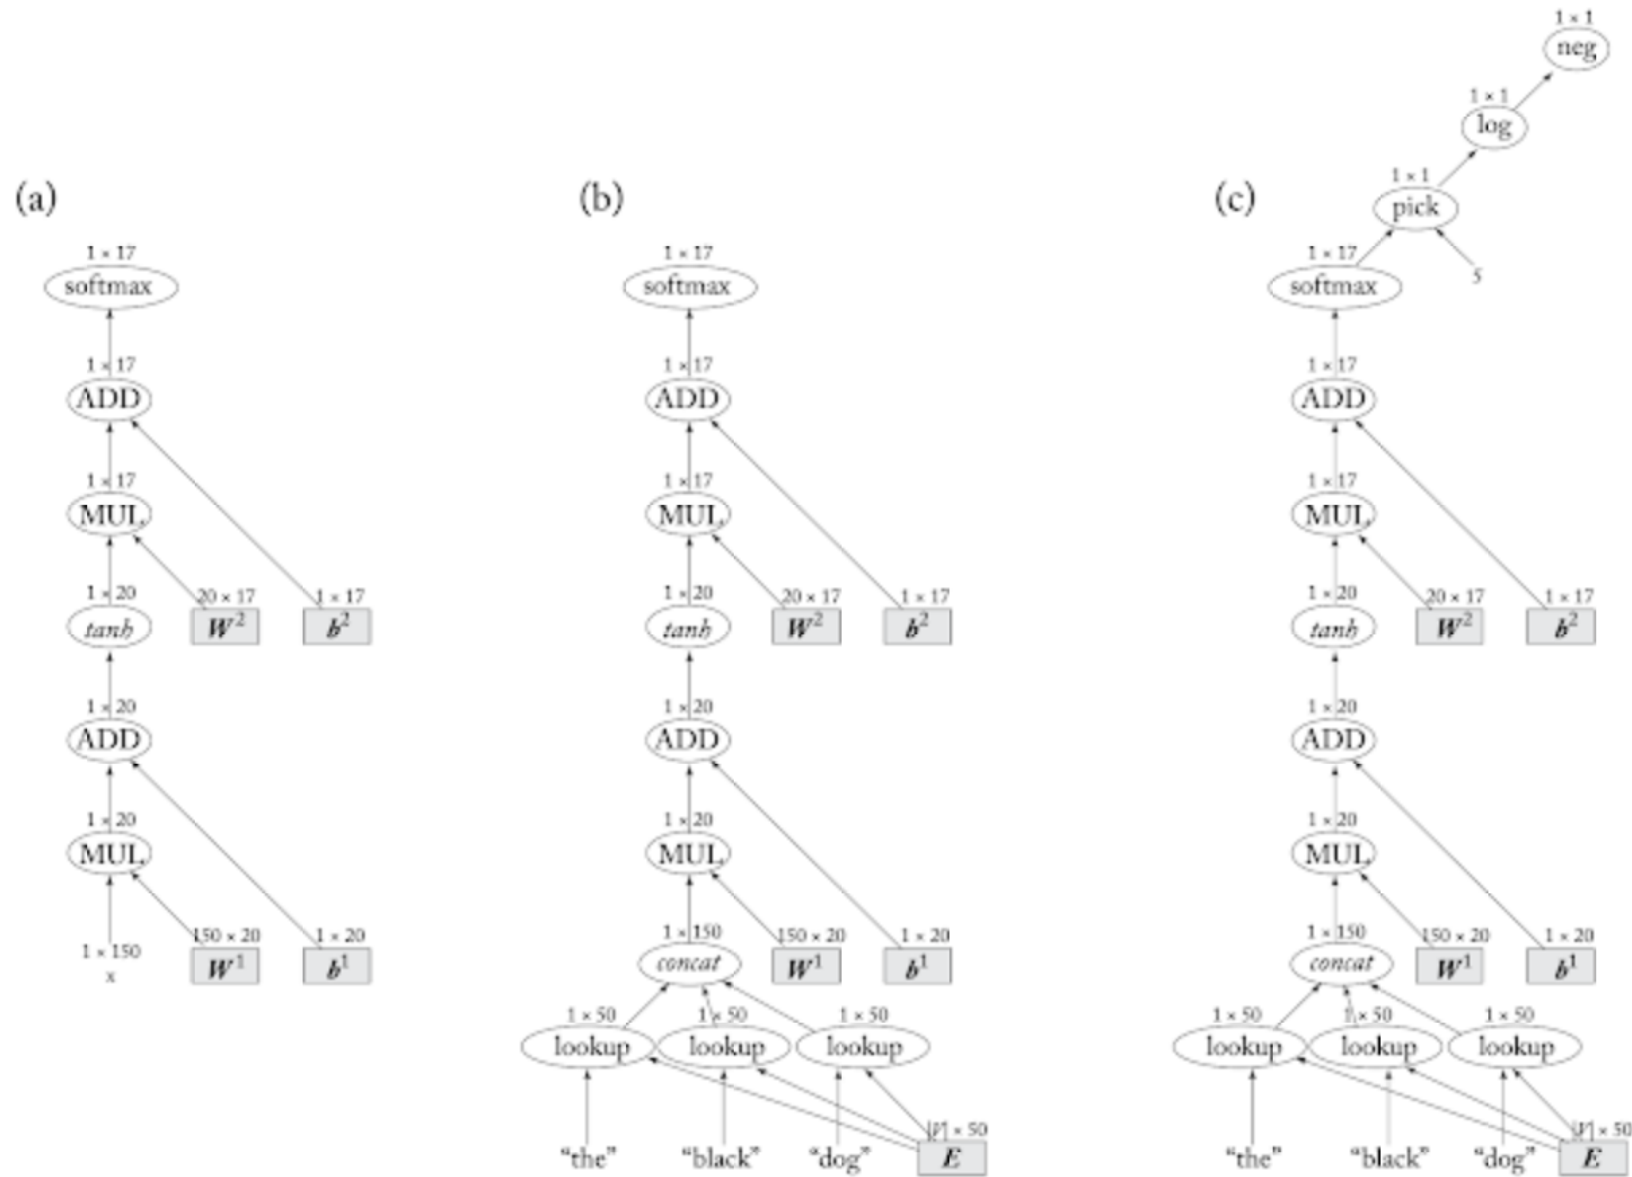 (a)
1 × 17
softmax
1 × 17
ADD
1 × 17
MUL
1 × 20
tanh
20 × 17
W²
1 × 17
b²
1 × 20
ADD
1 × 20
MUL
1 × 150
x
150 × 20
W¹
1 × 20
b¹
(b)
1 × 17
softmax
1 × 17
ADD
1 × 17
MUL
1 × 20
tanh
20 × 17
W²
1 × 17
b²
1 × 20
ADD
1 × 20
MUL
1 × 150
concat
150 × 20
W¹
1 × 20
b¹
1 × 50
lookup
1 × 50
lookup
1 × 50
lookup
"the"
"black"
"dog"
|V| × 50
E
(c)
1 × 1
neg
1 × 1
log
1 × 1
pick
5
1 × 17
softmax
1 × 17
ADD
1 × 17
MUL
1 × 20
tanh
20 × 17
W²
1 × 17
b²
1 × 20
ADD
1 × 20
MUL
1 × 150
concat
150 × 20
W¹
1 × 20
b¹
1 × 50
lookup
1 × 50
lookup
1 × 50
lookup
"the"
"black"
"dog"
|V| × 50
E